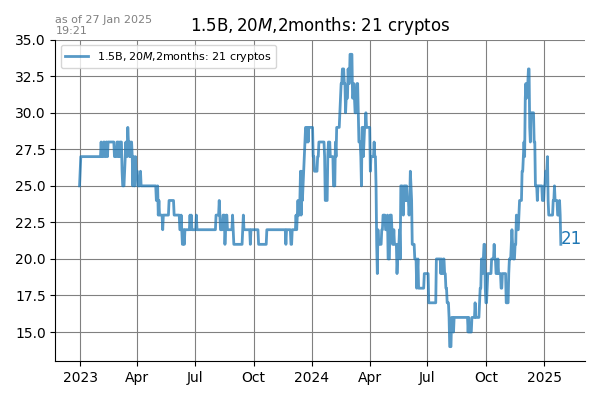 as of 27 Jan 2025
19:21
1.5B, 20M,2months: 21 cryptos
1.5B, 20M,2months: 21 cryptos
35.0
32.5
30.0
27.5
25.0
22.5
20.0
17.5
15.0
21
2023 Apr Jul Oct 2024 Apr Jul Oct 2025